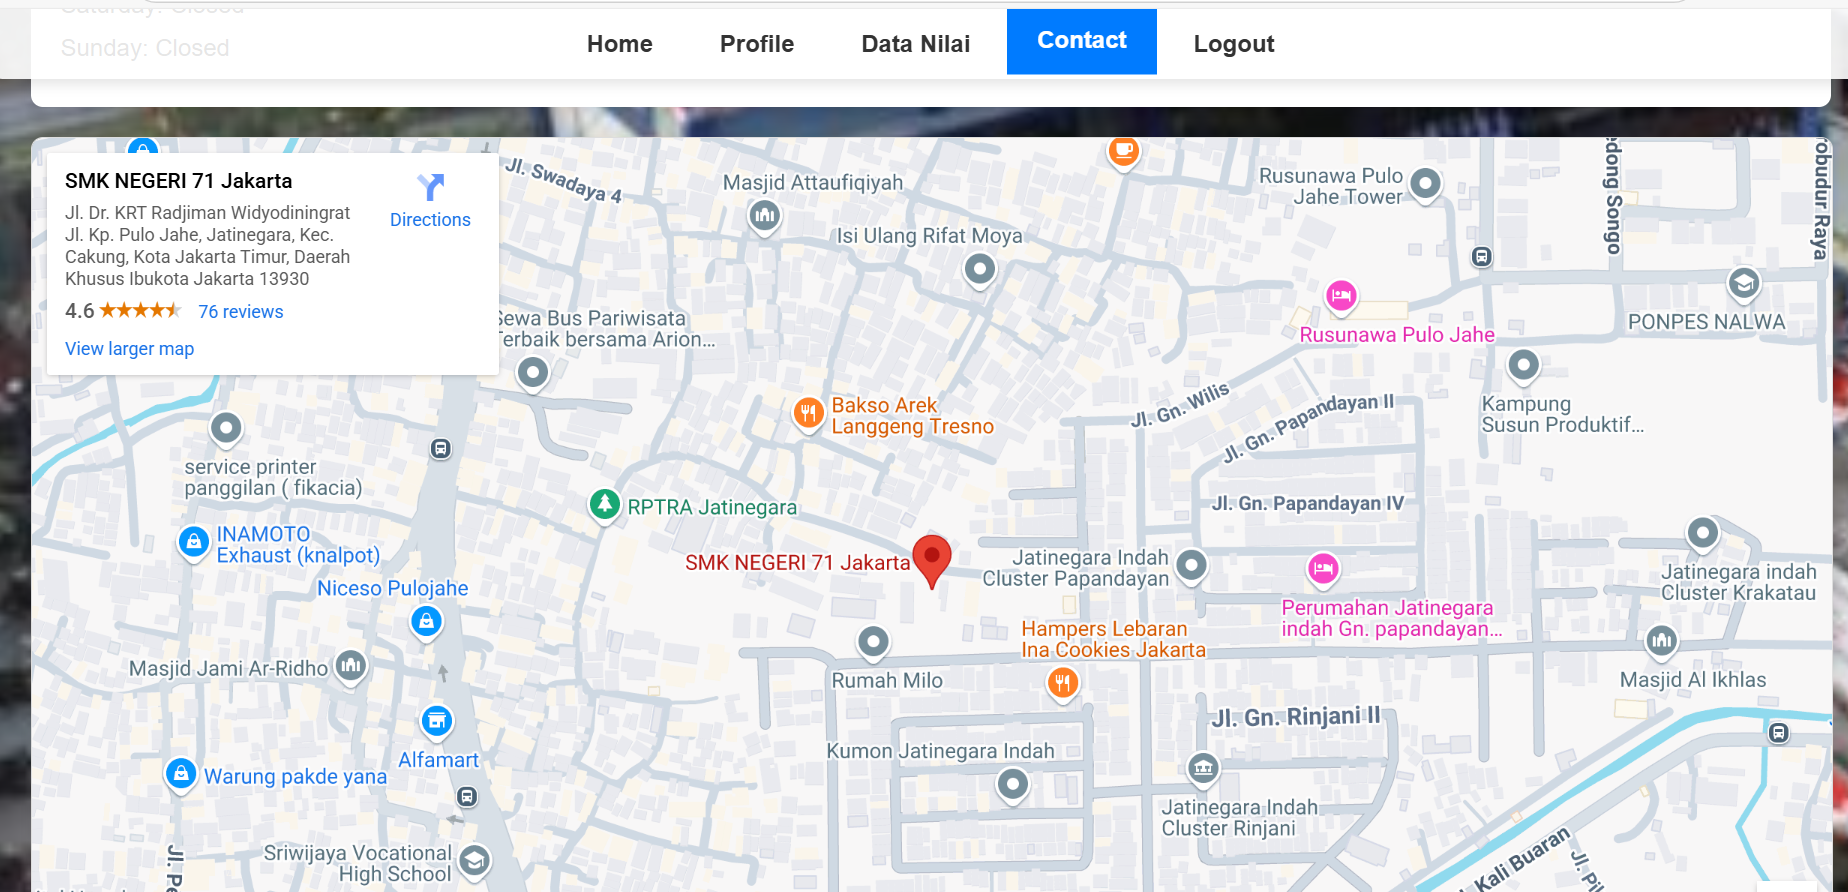 Saturday: Closed
Sunday: Closed
Home
Profile
Data Nilai
Contact
Logout
SMK NEGERI 71 Jakarta
Jl. Dr. KRT Radjiman Widyodiningrat
Jl. Kp. Pulo Jahe, Jatinegara, Kec.
Cakung, Kota Jakarta Timur, Daerah
Khusus Ibukota Jakarta 13930
4.6
76 reviews
View larger map
Directions
Jl. Swadaya 4
Masjid Attaufiqiyah
Isi Ulang Rifat Moya
Rusunawa Pulo
Jahe Tower
dong Songo
robudur Raya
Sewa Bus Pariwisata
Terbaik bersama Arion...
Rusunawa Pulo Jahe
PONPES NALWA
Bakso Arek
Langgeng Tresno
Jl. Gn. Wilis
Jl. Gn. Papandayan II
Kampung
Susun Produktif...
service printer
panggilan ( fikacia)
RPTRA Jatinegara
Jl. Gn. Papandayan IV
INAMOTO
Exhaust (knalpot)
SMK NEGERI 71 Jakarta
Jatinegara Indah
Cluster Papandayan
Jatinegara indah
Cluster Krakatau
Niceso Pulojahe
Perumahan Jatinegara
indah Gn. papandayan...
Hampers Lebaran
Ina Cookies Jakarta
Masjid Jami Ar-Ridho
Rumah Milo
Masjid Al Ikhlas
Jl. Gn. Rinjani II
Alfamart
Kumon Jatinegara Indah
Warung pakde yana
Jatinegara Indah
Cluster Rinjani
Sriwijaya Vocational
High School
Jl. Pe
Kali Buaran
Jl. Pi